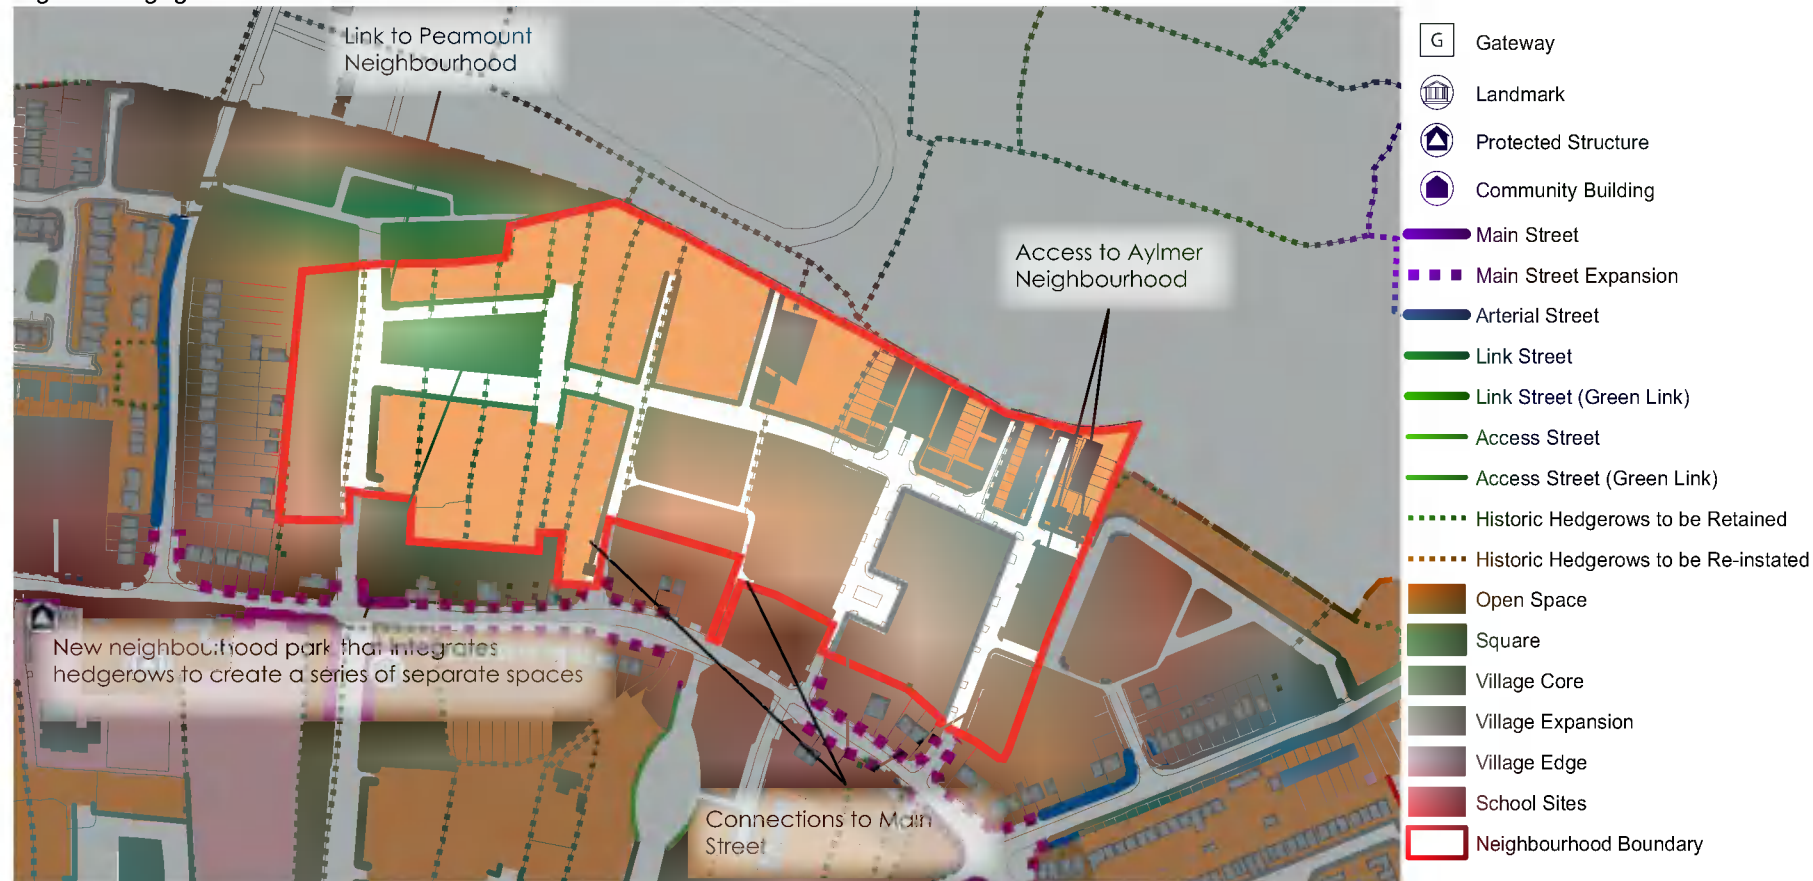 Link to Peamount
Neighbourhood
Access to Aylmer
Neighbourhood
New neighbourhood park that integrates
hedgerows to create a series of separate spaces
Connections to Main
Street
G
Gateway
Landmark
Protected Structure
Community Building
Main Street
Main Street Expansion
Arterial Street
Link Street
Link Street (Green Link)
Access Street
Access Street (Green Link)
Historic Hedgerows to be Retained
Historic Hedgerows to be Re-instated
Open Space
Square
Village Core
Village Expansion
Village Edge
School Sites
Neighbourhood Boundary